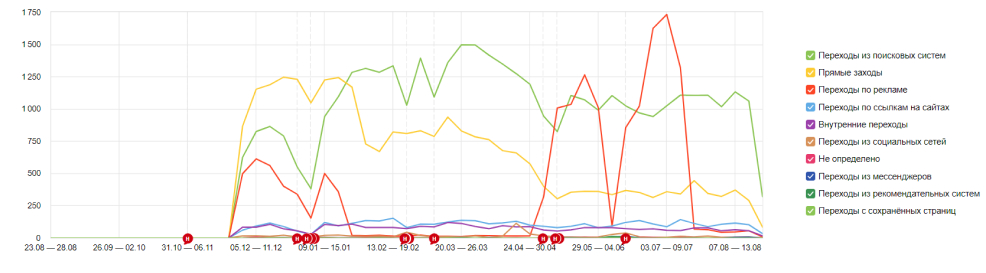 1 750
1 500
1 250
1 000
750
500
250
0
23.08 — 28.08
26.09 — 02.10
31.10 — 06.11
05.12 — 11.12
09.01 — 15.01
13.02 — 19.02
20.03 — 26.03
24.04 — 30.04
29.05 — 04.06
03.07 — 09.07
07.08 — 13.08
Н Н Н Н Н Н Н Н
Переходы из поисковых систем
Прямые заходы
Переходы по рекламе
Переходы по ссылкам на сайтах
Внутренние переходы
Переходы из социальных сетей
Не определено
Переходы из мессенджеров
Переходы из рекомендательных систем
Переходы с сохранённых страниц